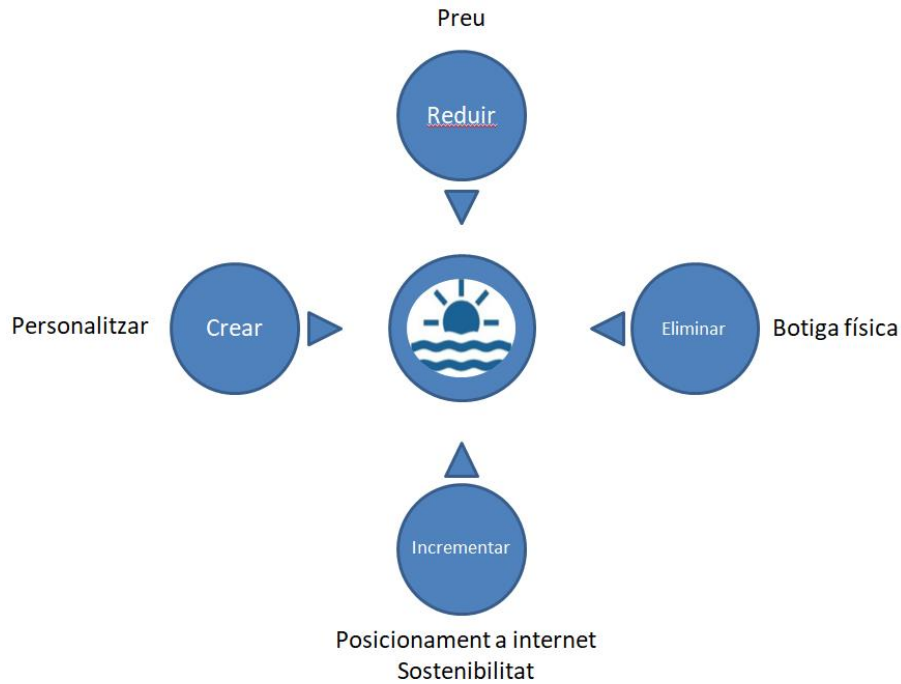 Preu
Reduir
Personalitzar
Crear
Eliminar
Botiga física
Incrementar
Posicionament a internet
Sostenibilitat